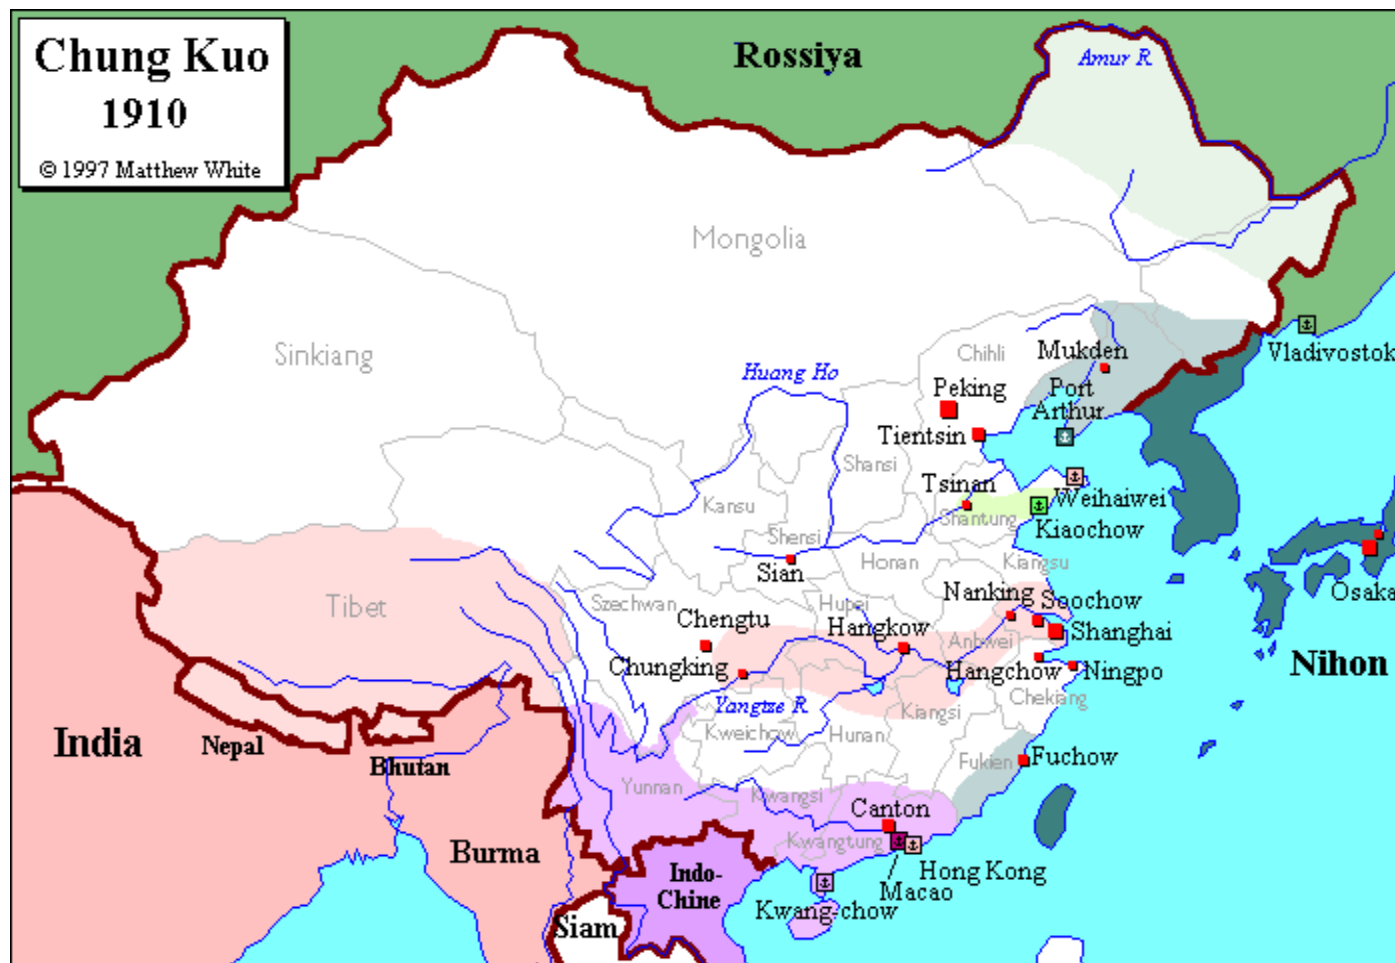 Chung Kuo
1910
© 1997 Matthew White
Rossiya
Amur R.
Mongolia
Sinkiang
Vladivostok
Chihli
Mukden
Huang Ho
Peking
Port
Arthur
Tientsin
Shansi
Tsinan
Weihaiwei
Kansu
Shantung
Kiaochow
Shensi
Honan
Kiangsu
Sian
Osaka
Tibet
Szechwan
Hupei
Nanking
Soochow
Chengtu
Hangkow
Anhwei
Shanghai
Chungking
Hangchow
Ningpo
Nihon
Chekiang
Yangtze R.
Kiangsi
India
Nepal
Kweichow
Hunan
Bhutan
Fukien
Fuchow
Yunnan
Kwangsi
Canton
Kwangtung
Burma
Hong Kong
Indo-
Chine
Macao
Kwang-chow
Siam